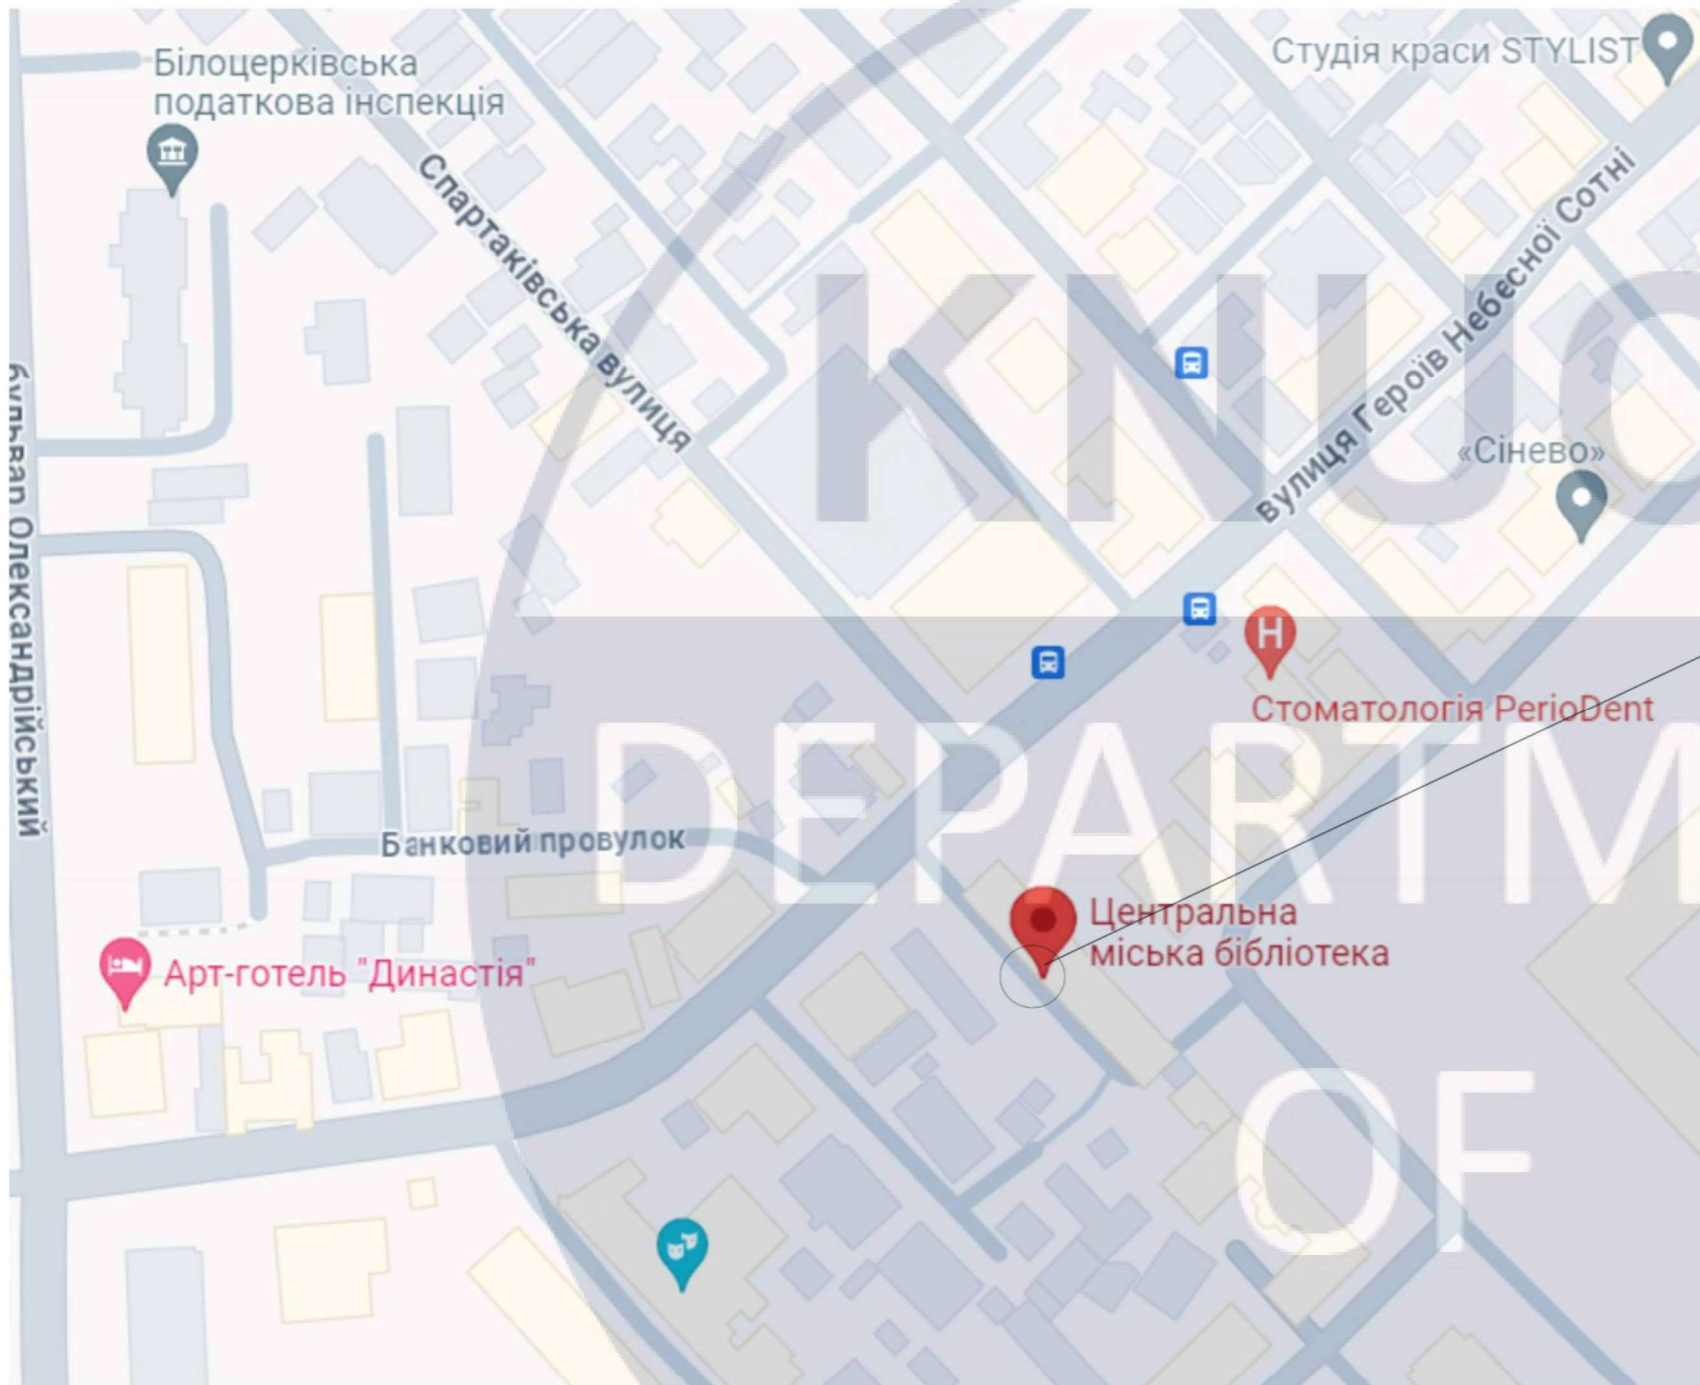 Білоцерківська
податкова інспекція
Студія краси STYLIST
Спартаківська вулиця
вулиця Героїв Небесної Сотні
бульвар Олександрійський
«Сінево»
Стоматологія PerioDent
Банковий провулок
Центральна
міська бібліотека
Арт-готель "Династія"
KNUC
DEPARTM
OF